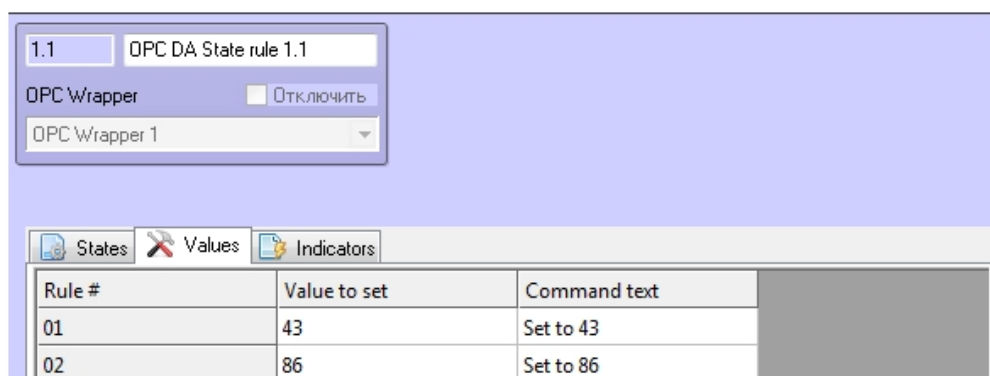 1.1 OPC DA State rule 1.1
OPC Wrapper Отключить
OPC Wrapper 1
States Values Indicators
Rule # Value to set Command text
01 43 Set to 43
02 86 Set to 86